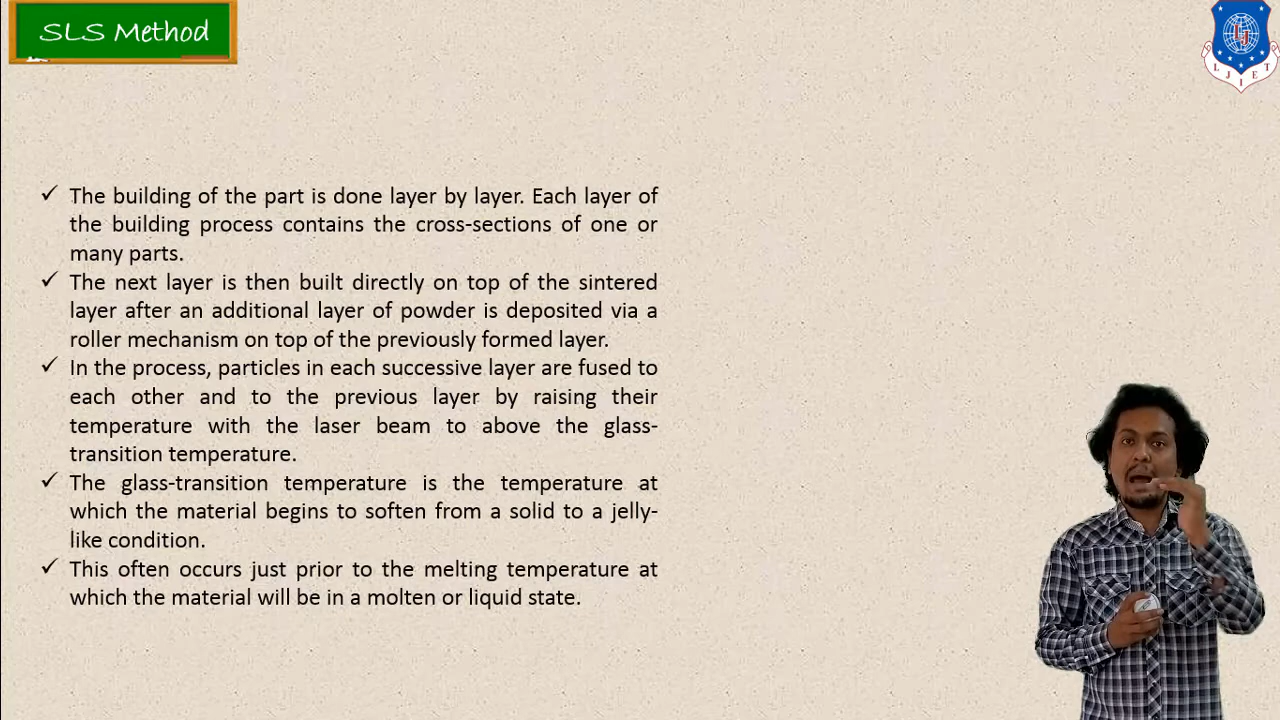 SLS Method
L J I E T
✓ The building of the part is done layer by layer. Each layer of
the building process contains the cross-sections of one or
many parts.
✓ The next layer is then built directly on top of the sintered
layer after an additional layer of powder is deposited via a
roller mechanism on top of the previously formed layer.
✓ In the process, particles in each successive layer are fused to
each other and to the previous layer by raising their
temperature with the laser beam to above the glass-
transition temperature.
✓ The glass-transition temperature is the temperature at
which the material begins to soften from a solid to a jelly-
like condition.
✓ This often occurs just prior to the melting temperature at
which the material will be in a molten or liquid state.